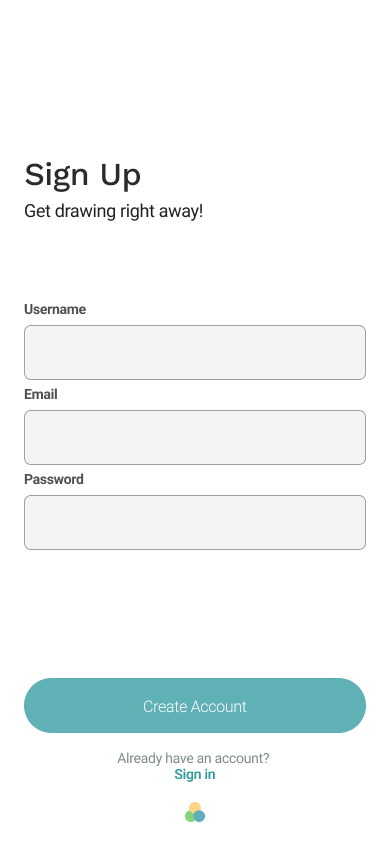 Sign Up
Get drawing right away!
Username
Email
Password
Create Account
Already have an account?
Sign in